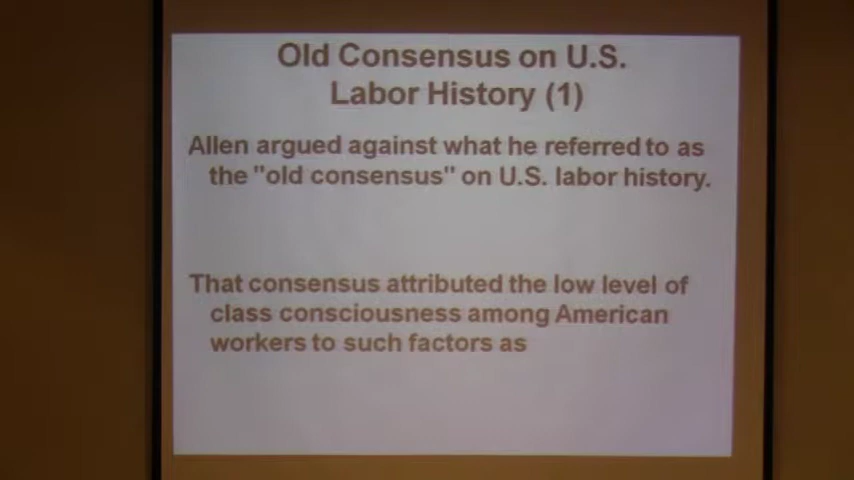 Old Consensus on U.S.
Labor History (1)
Allen argued against what he referred to as
the "old consensus" on U.S. labor history.
That consensus attributed the low level of
class consciousness among American
workers to such factors as